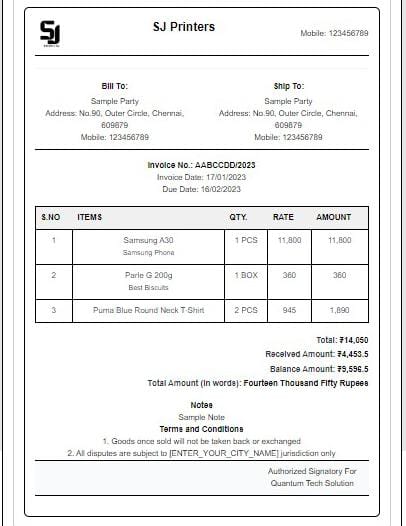 SJ
SJ Printers
Mobile: 123456789
Bill To:
Sample Party
Address: No.90, Outer Circle, Chennai,
609879
Mobile: 123456789
Ship To:
Sample Party
Address: No.90, Outer Circle, Chennai,
609879
Mobile: 123456789
Invoice No.: AABCCDD/2023
Invoice Date: 17/01/2023
Due Date: 16/02/2023
S.NO ITEMS QTY. RATE AMOUNT
1 Samsung A30 1 PCS 11,800 11,800
Samsung Phone
2 Parle G 200g 1 BOX 360 360
Best Biscuits
3 Puma Blue Round Neck T-Shirt 2 PCS 945 1,890
Total: ₹14,050
Received Amount: ₹4,453.5
Balance Amount: ₹9,596.5
Total Amount (in words): Fourteen Thousand Fifty Rupees
Notes
Sample Note
Terms and Conditions
1. Goods once sold will not be taken back or exchanged
2. All disputes are subject to [ENTER_YOUR_CITY_NAME] jurisdiction only
Authorized Signatory For
Quantum Tech Solution